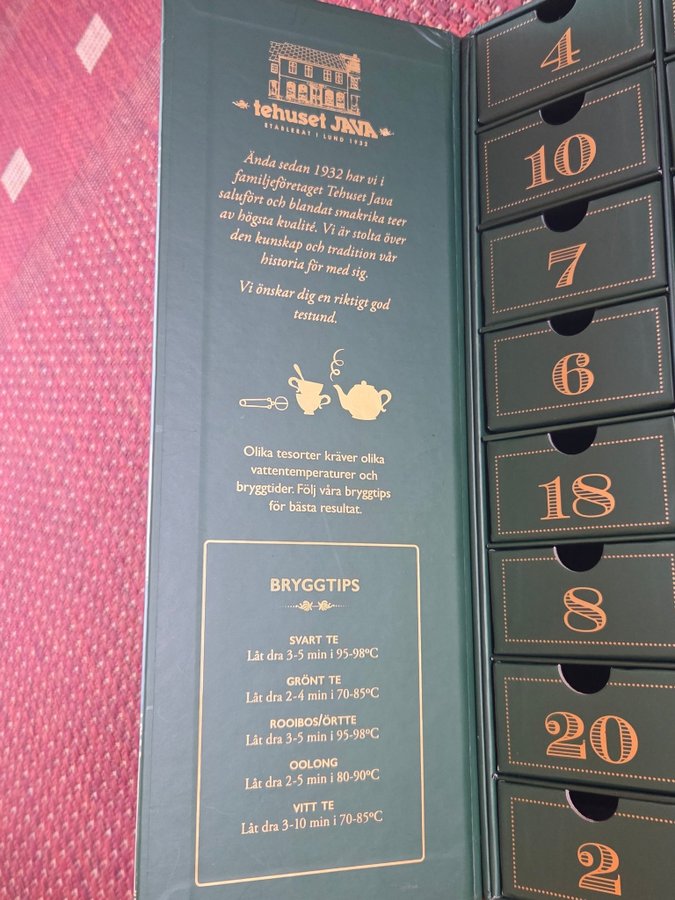 tehuset JAVA
ETABLERAT I LUND 1932
Ända sedan 1932 har vi i
familjeföretaget Tehuset Java
salufört och blandat smakrika teer
av högsta kvalité. Vi är stolta över
den kunskap och tradition vår
historia för med sig.
Vi önskar dig en riktigt god
testund.
Olika tesorter kräver olika
vattentemperaturer och
bryggtider. Följ våra bryggtips
för bästa resultat.
BRYGGTIPS
SVART TE
Låt dra 3-5 min i 95-98°C
GRÖNT TE
Låt dra 2-4 min i 70-85°C
ROOIBOS/ÖRTTE
Låt dra 3-5 min i 95-98°C
OOLONG
Låt dra 2-5 min i 80-90°C
VITT TE
Låt dra 3-10 min i 70-85°C
4
10
7
6
18
8
20
2